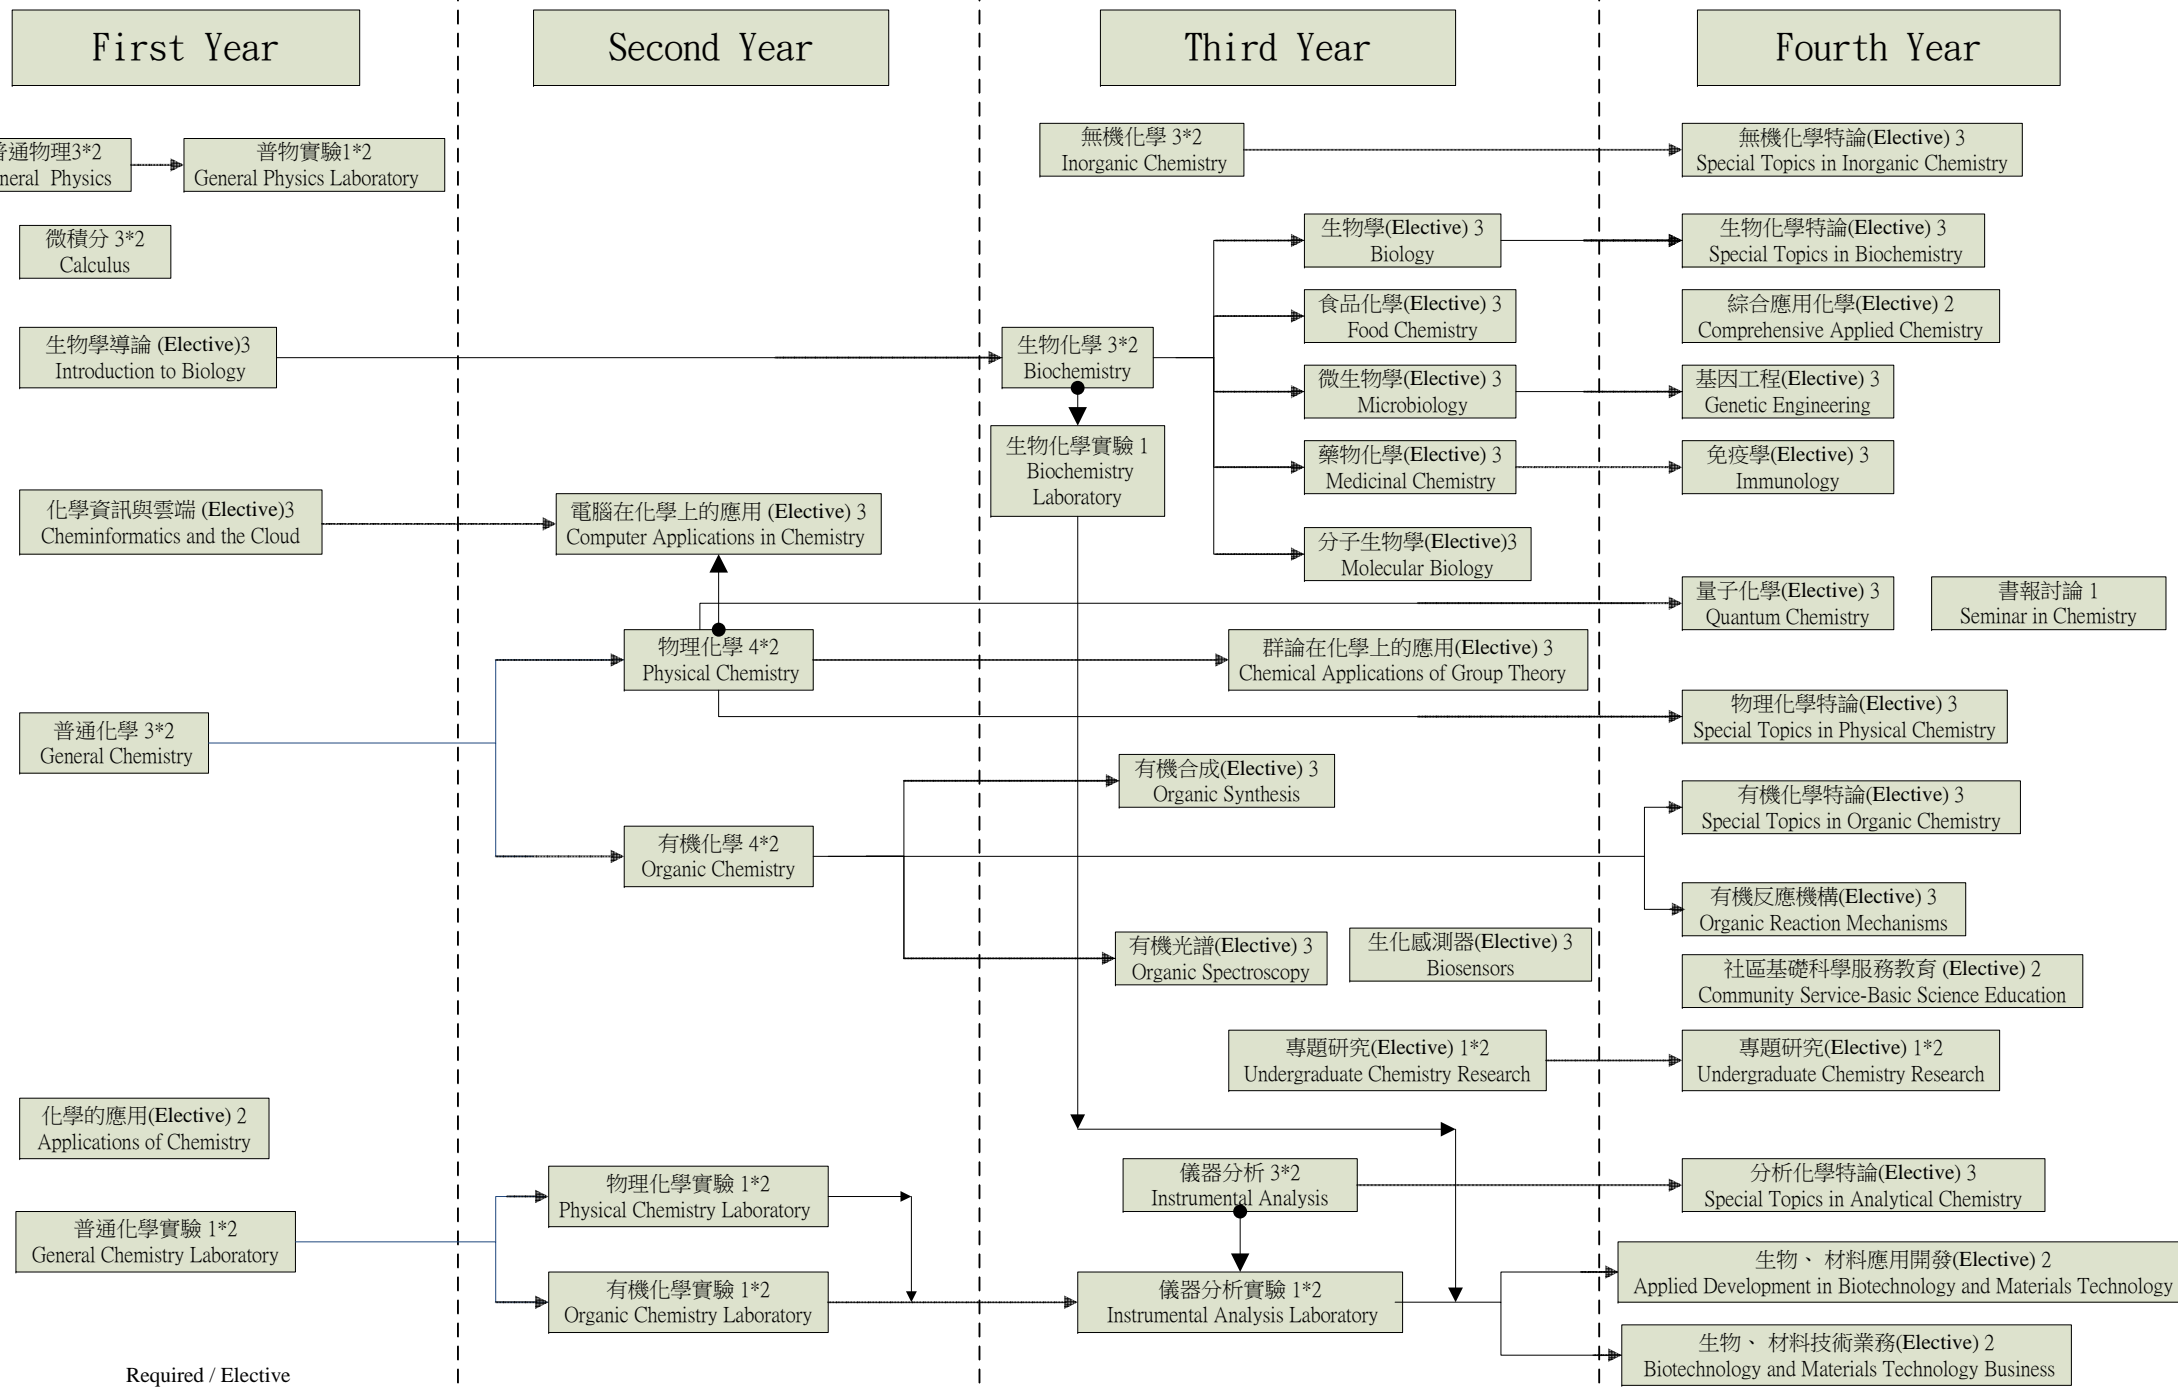 First Year
Second Year
Third Year
Fourth Year
普通物理3*2
neral Physics
普物實驗1*2
General Physics Laboratory
無機化學 3*2
Inorganic Chemistry
無機化學特論(Elective) 3
Special Topics in Inorganic Chemistry
微積分 3*2
Calculus
生物學(Elective) 3
Biology
生物化學特論(Elective) 3
Special Topics in Biochemistry
食品化學(Elective) 3
Food Chemistry
綜合應用化學(Elective) 2
Comprehensive Applied Chemistry
生物學導論 (Elective)3
Introduction to Biology
生物化學 3*2
Biochemistry
微生物學(Elective) 3
Microbiology
基因工程(Elective) 3
Genetic Engineering
生物化學實驗 1
Biochemistry
Laboratory
藥物化學(Elective) 3
Medicinal Chemistry
免疫學(Elective) 3
Immunology
化學資訊與雲端 (Elective)3
Cheminformatics and the Cloud
電腦在化學上的應用 (Elective) 3
Computer Applications in Chemistry
分子生物學(Elective)3
Molecular Biology
量子化學(Elective) 3
Quantum Chemistry
書報討論 1
Seminar in Chemistry
物理化學 4*2
Physical Chemistry
群論在化學上的應用(Elective) 3
Chemical Applications of Group Theory
普通化學 3*2
General Chemistry
物理化學特論(Elective) 3
Special Topics in Physical Chemistry
有機合成(Elective) 3
Organic Synthesis
有機化學特論(Elective) 3
Special Topics in Organic Chemistry
有機化學 4*2
Organic Chemistry
有機反應機構(Elective) 3
Organic Reaction Mechanisms
有機光譜(Elective) 3
Organic Spectroscopy
生化感測器(Elective) 3
Biosensors
社區基礎科學服務教育 (Elective) 2
Community Service-Basic Science Education
專題研究(Elective) 1*2
Undergraduate Chemistry Research
專題研究(Elective) 1*2
Undergraduate Chemistry Research
化學的應用(Elective) 2
Applications of Chemistry
物理化學實驗 1*2
Physical Chemistry Laboratory
儀器分析 3*2
Instrumental Analysis
分析化學特論(Elective) 3
Special Topics in Analytical Chemistry
普通化學實驗 1*2
General Chemistry Laboratory
有機化學實驗 1*2
Organic Chemistry Laboratory
儀器分析實驗 1*2
Instrumental Analysis Laboratory
生物、 材料應用開發(Elective) 2
Applied Development in Biotechnology and Materials Technology
生物、 材料技術業務(Elective) 2
Biotechnology and Materials Technology Business
Required / Elective